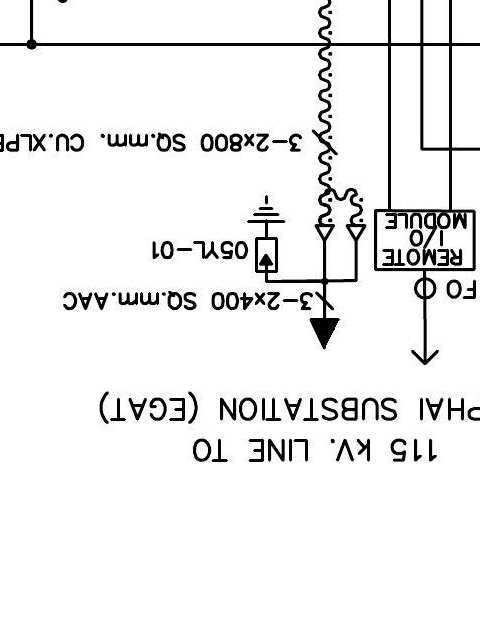 115 kV. LINE TO
PHAI SUBSTATION (EGAT)
FO
3-2x400 SQ.mm.AAC
REMOTE
I/O
MODULE
05YL-01
3-2x800 SQ.mm. CU.XLPE